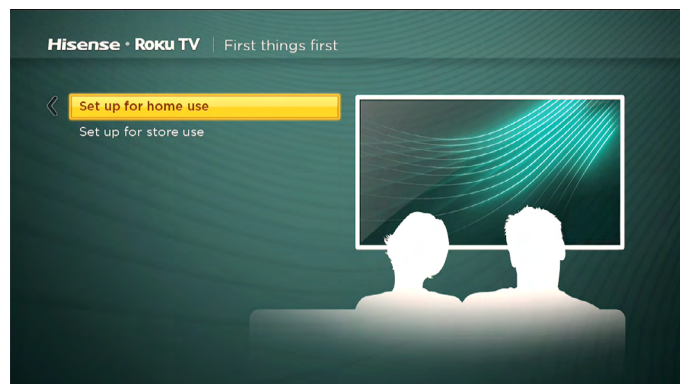 Hisense • Roku TV | First things first
Set up for home use
Set up for store use